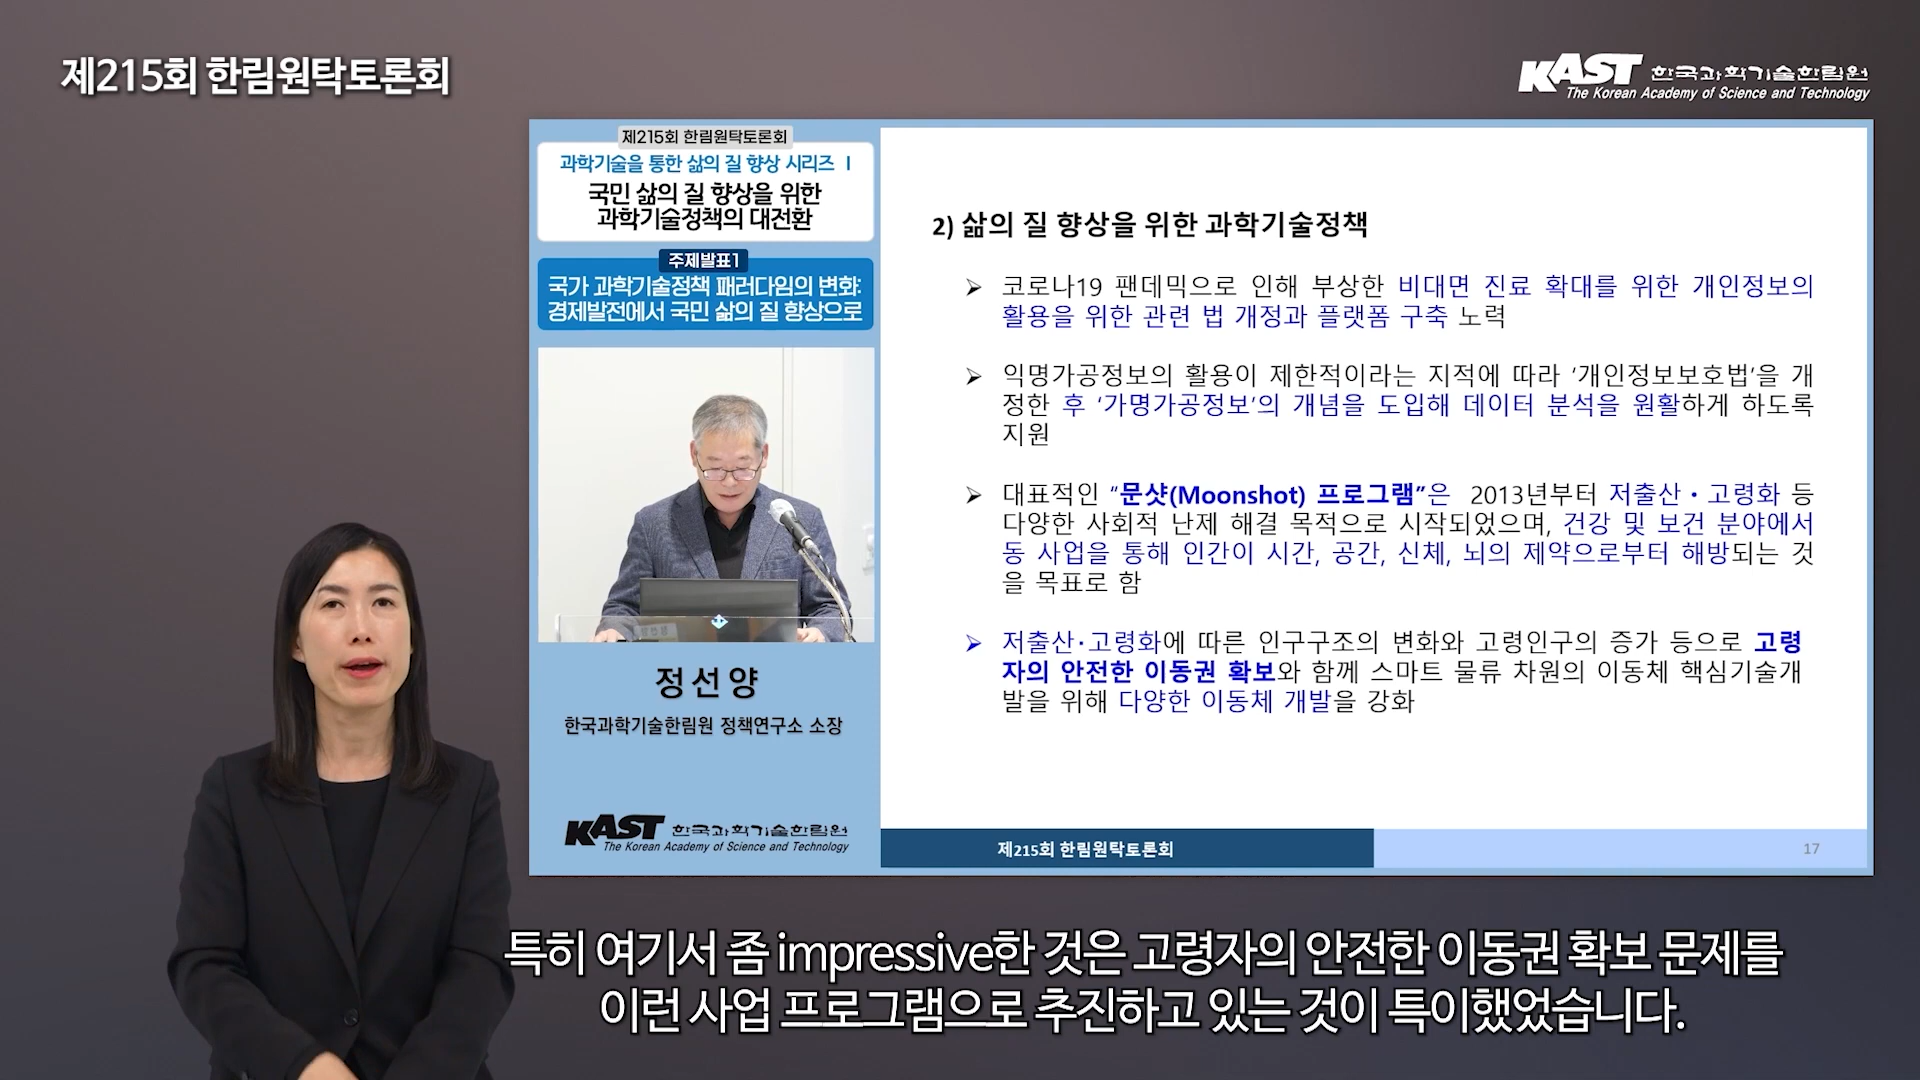 제215회 한림원탁토론회
KAST 한국과학기술한림원
The Korean Academy of Science and Technology
제215회 한림원탁토론회
과학기술을 통한 삶의 질 향상 시리즈 Ⅰ
국민 삶의 질 향상을 위한
과학기술정책의 대전환
주제발표1
국가 과학기술정책 패러다임의 변화:
경제발전에서 국민 삶의 질 향상으로
정선양
한국과학기술한림원 정책연구소 소장
KAST 한국과학기술한림원
The Korean Academy of Science and Technology
2) 삶의 질 향상을 위한 과학기술정책
➢ 코로나19 팬데믹으로 인해 부상한 비대면 진료 확대를 위한 개인정보의
활용을 위한 관련 법 개정과 플랫폼 구축 노력
➢ 익명가공정보의 활용이 제한적이라는 지적에 따라 ‘개인정보보호법’을 개
정한 후 ‘가명가공정보’의 개념을 도입해 데이터 분석을 원활하게 하도록
지원
➢ 대표적인 “문샷(Moonshot) 프로그램”은 2013년부터 저출산・고령화 등
다양한 사회적 난제 해결 목적으로 시작되었으며, 건강 및 보건 분야에서
동 사업을 통해 인간이 시간, 공간, 신체, 뇌의 제약으로부터 해방되는 것
을 목표로 함
➢ 저출산·고령화에 따른 인구구조의 변화와 고령인구의 증가 등으로 고령
자의 안전한 이동권 확보와 함께 스마트 물류 차원의 이동체 핵심기술개
발을 위해 다양한 이동체 개발을 강화
제215회 한림원탁토론회
17
특히 여기서 좀 impressive한 것은 고령자의 안전한 이동권 확보 문제를
이런 사업 프로그램으로 추진하고 있는 것이 특이했었습니다.